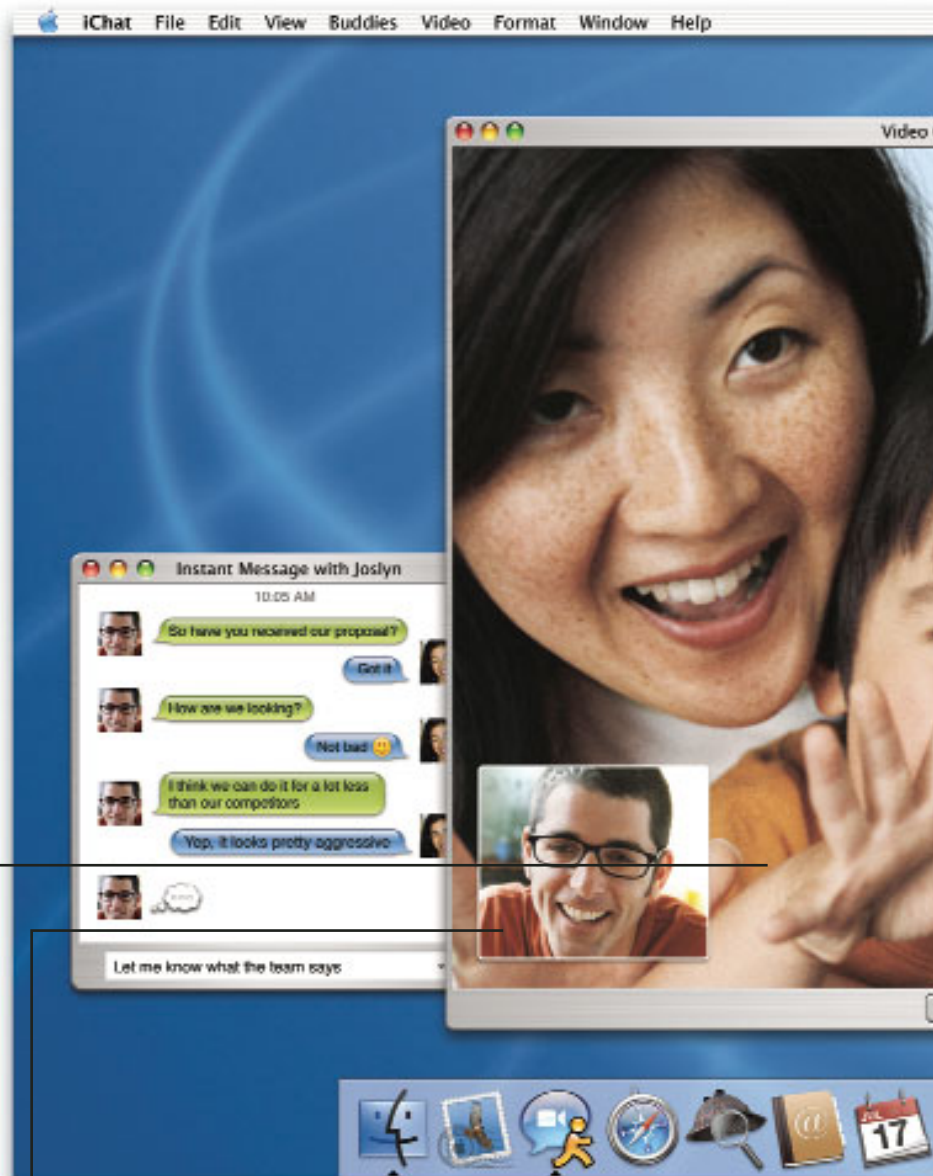 iChat File Edit View Buddies Video Format Window Help
Video
Instant Message with Joslyn
10:05 AM
So have you received our proposal?
Got it
How are we looking?
Not bad
I think we can do it for a lot less
than our competitors
Yep, it looks pretty aggressive
Let me know what the team says
@
JUL
17